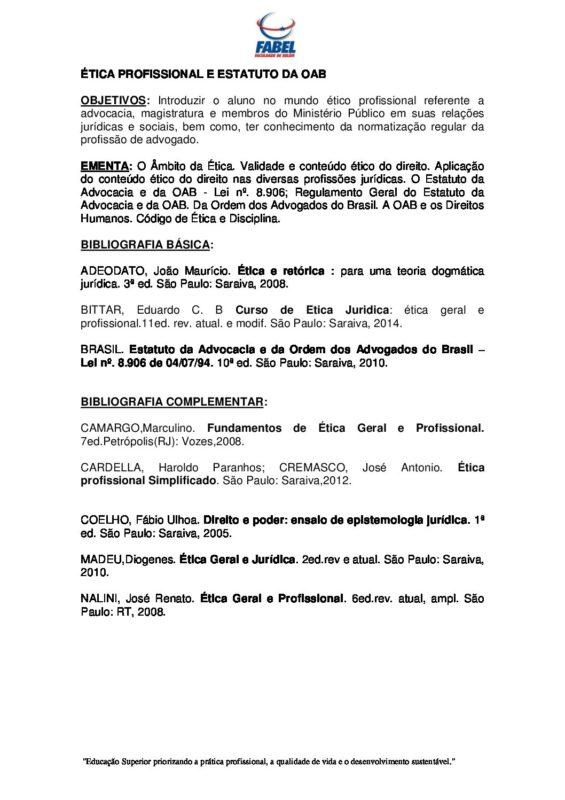 FABEL
FACULDADE DE BELÉM
ÉTICA PROFISSIONAL E ESTATUTO DA OAB
OBJETIVOS: Introduzir o aluno no mundo ético profissional referente a
advocacia, magistratura e membros do Ministério Público em suas relações
jurídicas e sociais, bem como, ter conhecimento da normatização regular da
profissão de advogado.
EMENTA: O Âmbito da Ética. Validade e conteúdo ético do direito. Aplicação
do conteúdo ético do direito nas diversas profissões jurídicas. O Estatuto da
Advocacia e da OAB - Lei nº. 8.906; Regulamento Geral do Estatuto da
Advocacia e da OAB. Da Ordem dos Advogados do Brasil. A OAB e os Direitos
Humanos. Código de Ética e Disciplina.
BIBLIOGRAFIA BÁSICA:
ADEODATO, João Maurício. Ética e retórica : para uma teoria dogmática
jurídica. 3ª ed. São Paulo: Saraiva, 2008.
BITTAR, Eduardo C. B Curso de Etica Juridica: ética geral e
profissional.11ed. rev. atual. e modif. São Paulo: Saraiva, 2014.
BRASIL. Estatuto da Advocacia e da Ordem dos Advogados do Brasil –
Lei nº. 8.906 de 04/07/94. 10ª ed. São Paulo: Saraiva, 2010.
BIBLIOGRAFIA COMPLEMENTAR:
CAMARGO,Marculino. Fundamentos de Ética Geral e Profissional.
7ed.Petrópolis(RJ): Vozes,2008.
CARDELLA, Haroldo Paranhos; CREMASCO, José Antonio. Ética
profissional Simplificado. São Paulo: Saraiva,2012.
COELHO, Fábio Ulhoa. Direito e poder: ensaio de epistemologia jurídica. 1ª
ed. São Paulo: Saraiva, 2005.
MADEU,Diogenes. Ética Geral e Jurídica. 2ed.rev e atual. São Paulo: Saraiva,
2010.
NALINI, José Renato. Ética Geral e Profissional. 6ed.rev. atual, ampl. São
Paulo: RT, 2008.
"Educação Superior priorizando a prática profissional, a qualidade de vida e o desenvolvimento sustentável."